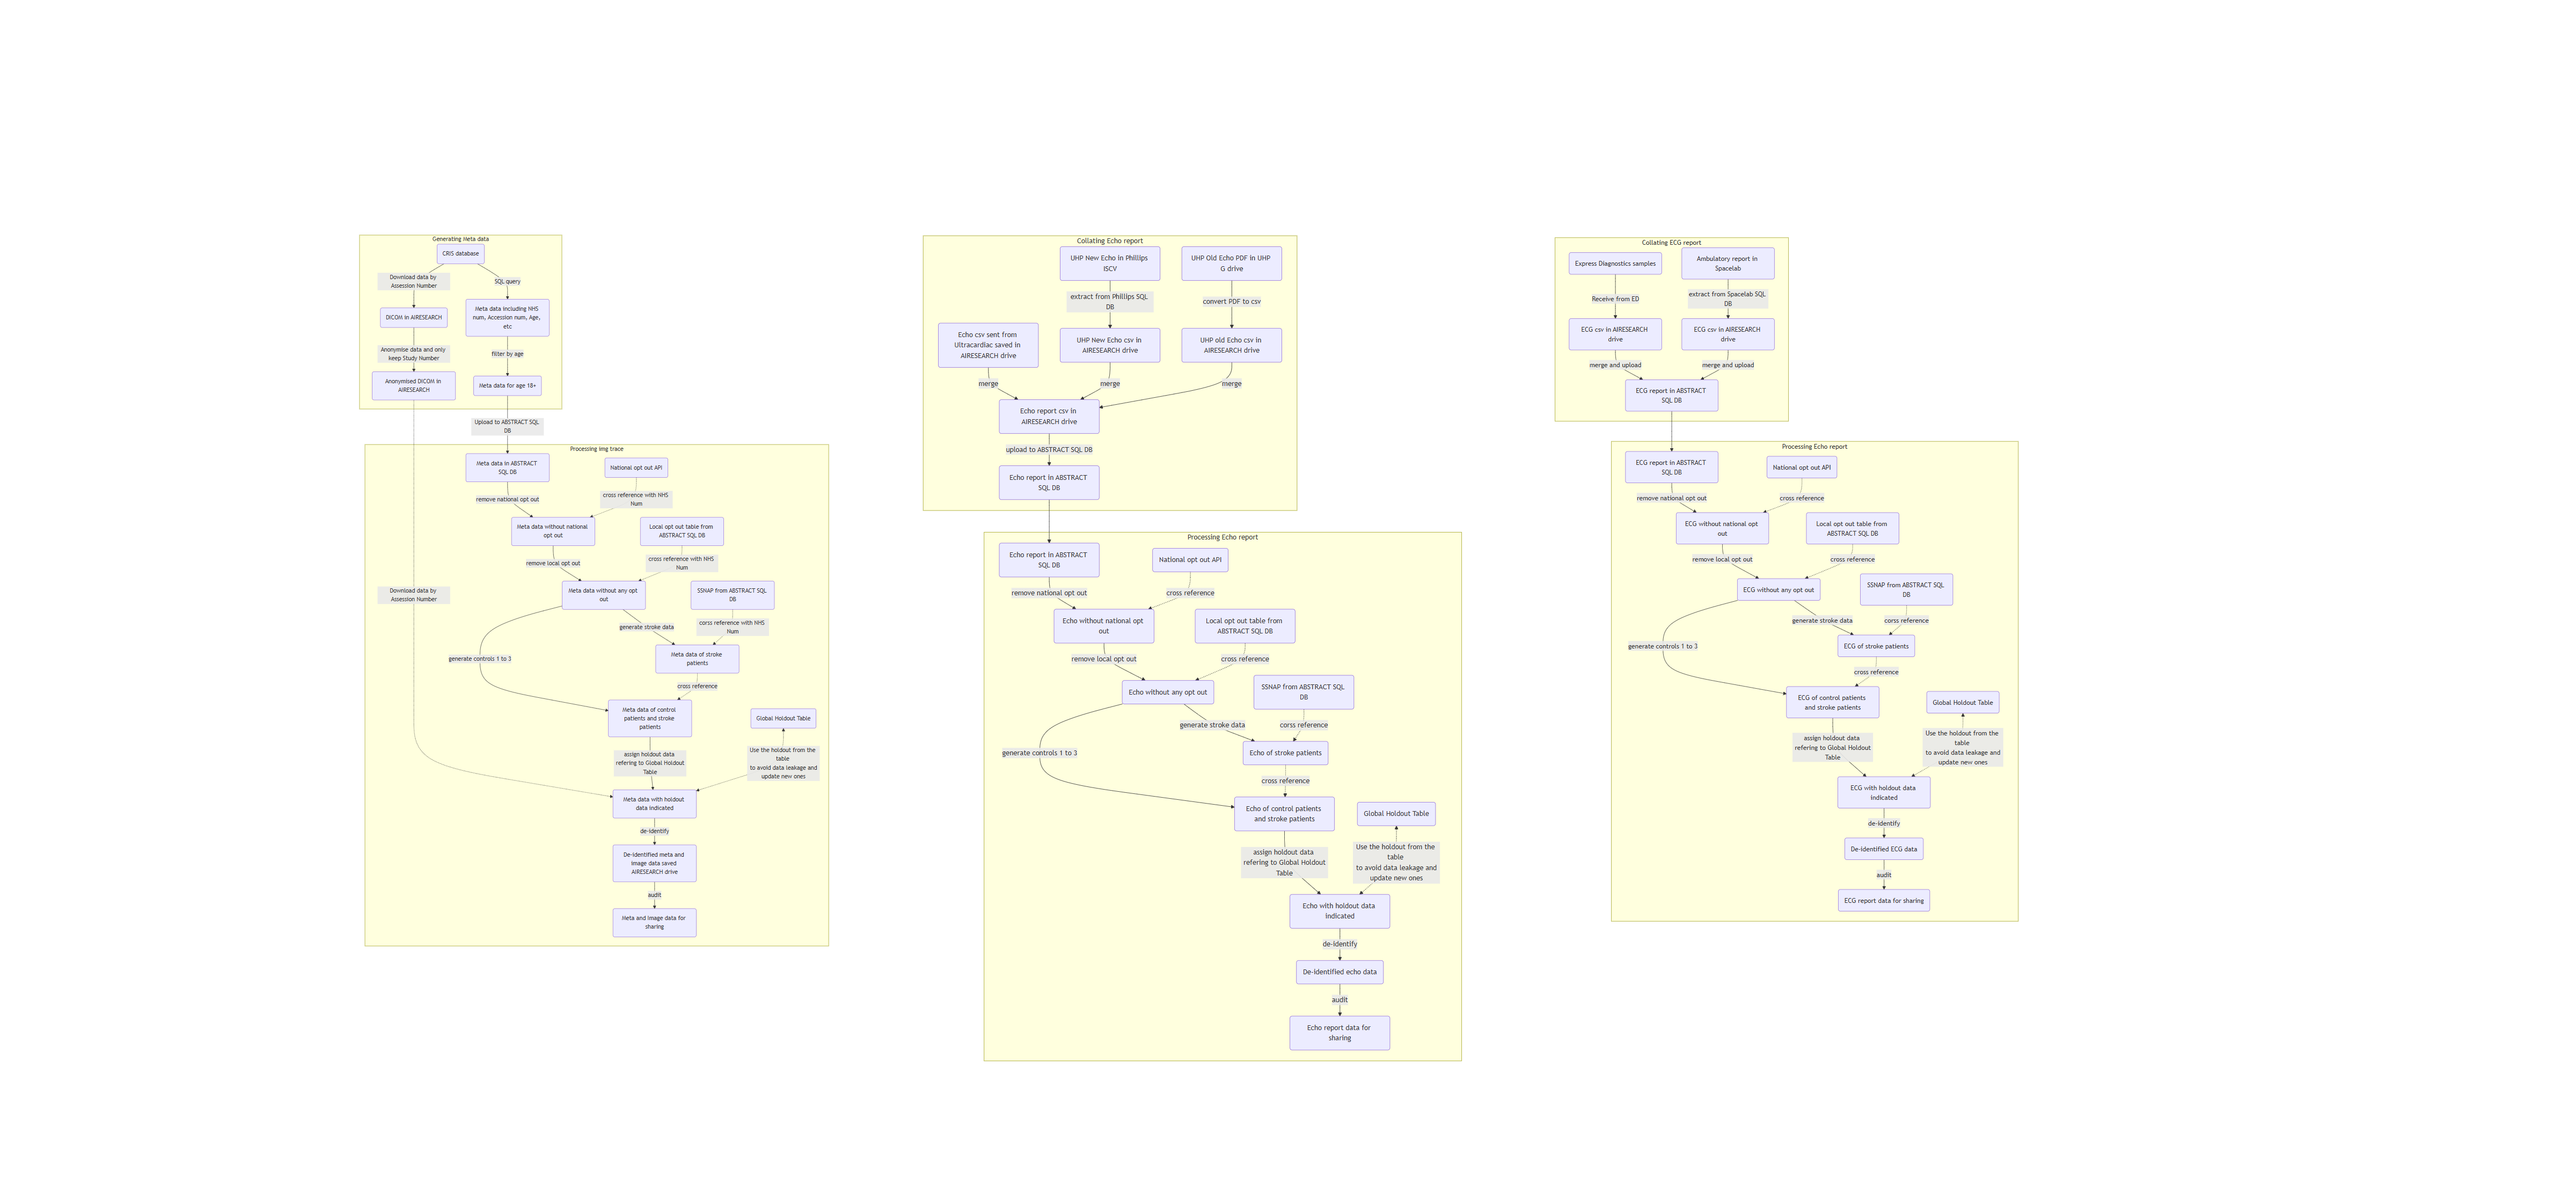 Generating Meta data
CRIS database
Download data by
Assession Number
SQL query
DICOM in AIRESEARCH
Meta data including NHS
num, Accession num, Age,
etc
Anonymise data and only
keep Study Number
filter by age
Anonymised DICOM in
AIRESEARCH
Meta data for age 18+
Upload to ABSTRACT SQL
DB
Processing img trace
Meta data in ABSTRACT
SQL DB
National opt out API
remove national opt out
cross reference with NHS
Num
Meta data without national
opt out
Local opt out table from
ABSTRACT SQL DB
remove local opt out
cross reference with NHS
Num
Download data by
Assession Number
Meta data without any opt
out
SSNAP from ABSTRACT SQL
DB
generate stroke data
corss reference with NHS
Num
generate controls 1 to 3
Meta data of stroke
patients
cross reference
Meta data of control
patients and stroke
patients
Global Holdout Table
assign holdout data
refering to Global Holdout
Table
Use the holdout from the
table
to avoid data leakage and
update new ones
Meta data with holdout
data indicated
de-identify
De-identified meta and
image data saved
AIRESEARCH drive
audit
Meta and image data for
sharing
Collating Echo report
UHP New Echo in Phillips
ISCV
UHP Old Echo PDF in UHP
G drive
extract from Phillips SQL
DB
convert PDF to csv
Echo csv sent from
Ultracardiac saved in
AIRESEARCH drive
UHP New Echo csv in
AIRESEARCH drive
UHP old Echo csv in
AIRESEARCH drive
merge
merge
merge
Echo report csv in
AIRESEARCH drive
upload to ABSTRACT SQL DB
Echo report in ABSTRACT
SQL DB
Processing Echo report
Echo report in ABSTRACT
SQL DB
National opt out API
remove national opt out
cross reference
Echo without national opt
out
Local opt out table from
ABSTRACT SQL DB
remove local opt out
cross reference
Echo without any opt out
SSNAP from ABSTRACT SQL
DB
generate stroke data
corss reference
generate controls 1 to 3
Echo of stroke patients
cross reference
Echo of control patients
and stroke patients
Global Holdout Table
assign holdout data
refering to Global Holdout
Table
Use the holdout from the
table
to avoid data leakage and
update new ones
Echo with holdout data
indicated
de-identify
De-identified echo data
audit
Echo report data for
sharing
Collating ECG report
Express Diagnostics samples
Ambulatory report in
Spacelab
Receive from ED
extract from Spacelab SQL
DB
ECG csv in AIRESEARCH
drive
ECG csv in AIRESEARCH
drive
merge and upload
merge and upload
ECG report in ABSTRACT
SQL DB
Processing Echo report
ECG report in ABSTRACT
SQL DB
National opt out API
remove national opt out
cross reference
ECG without national opt
out
Local opt out table from
ABSTRACT SQL DB
remove local opt out
cross reference
ECG without any opt out
SSNAP from ABSTRACT SQL
DB
generate stroke data
corss reference
generate controls 1 to 3
ECG of stroke patients
cross reference
ECG of control patients
and stroke patients
Global Holdout Table
assign holdout data
refering to Global Holdout
Table
Use the holdout from the
table
to avoid data leakage and
update new ones
ECG with holdout data
indicated
de-identify
De-identified ECG data
audit
ECG report data for sharing